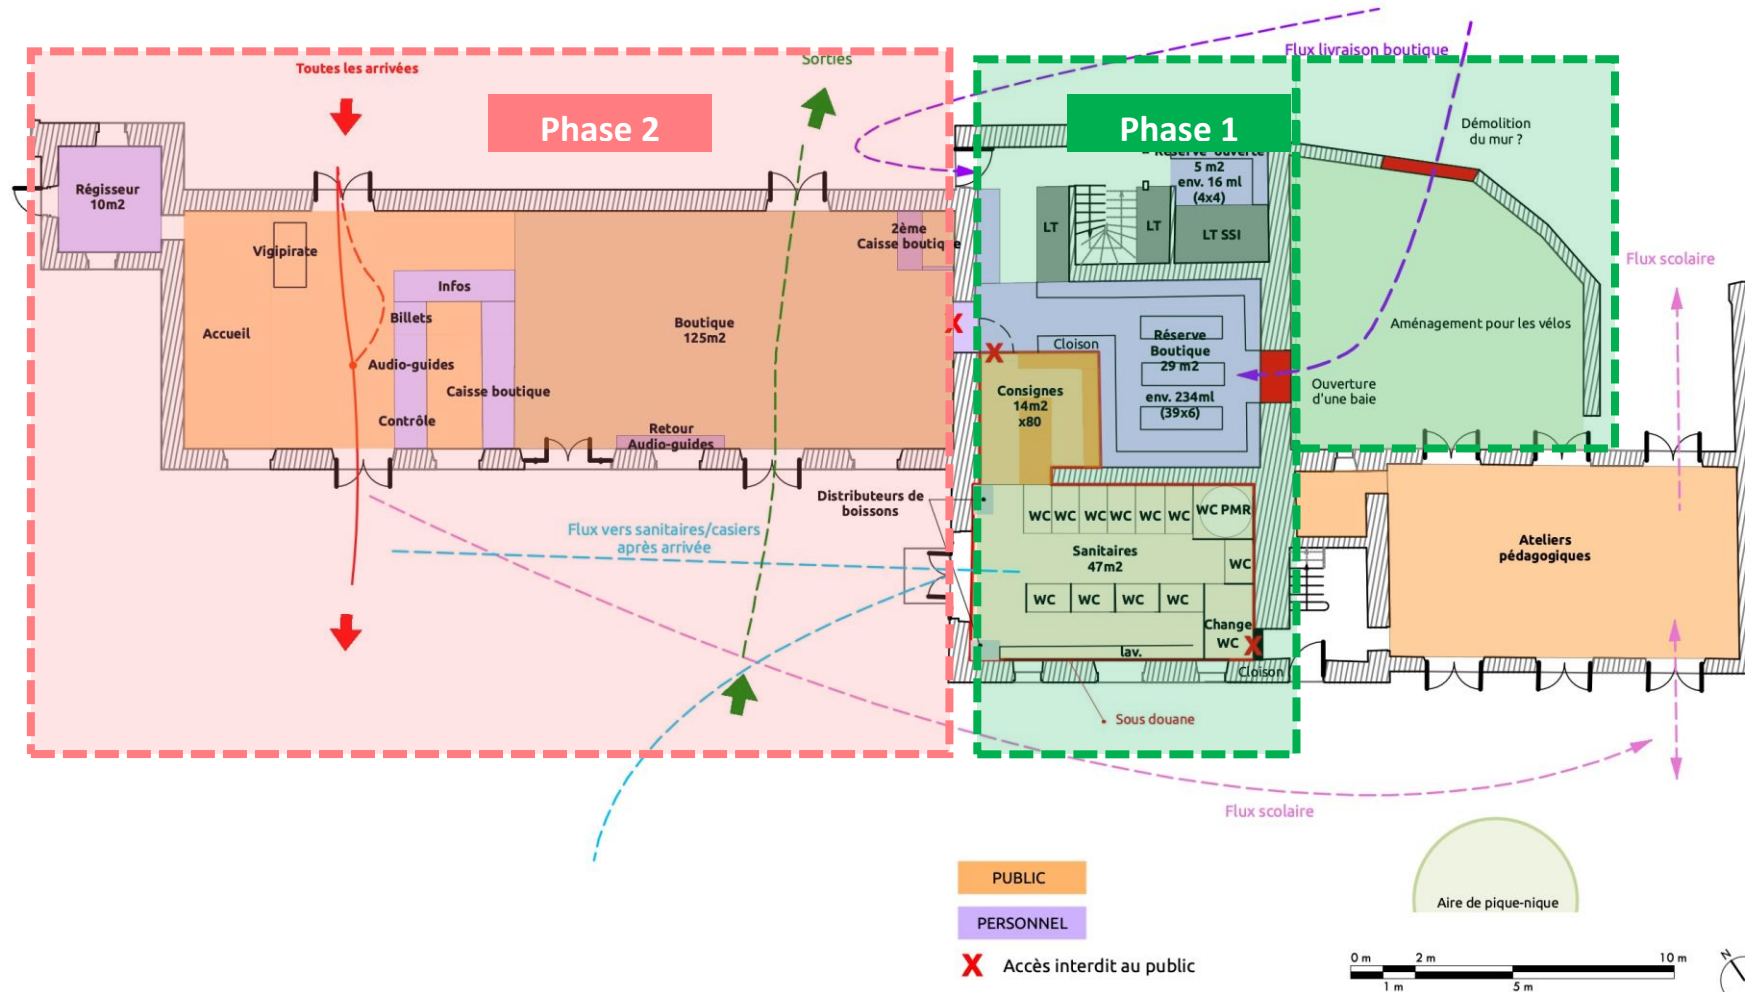 Toutes les arrivées
Sorties
Flux livraison boutique
Phase 2
Phase 1
Démolition
du mur ?
Réserve ouverte
5 m2
env. 16 ml
(4x4)
Régisseur
10m2
Vigipirate
2ème
Caisse boutique
LT
LT
LT SSI
Flux scolaire
Infos
Billets
Accueil
Boutique
125m2
Audio-guides
Caisse boutique
Contrôle
Retour
Audio-guides
Cloison
Réserve
Boutique
29 m2
env. 234ml
(39x6)
Consignes
14m2
x80
Aménagement pour les vélos
Ouverture
d'une baie
Distributeurs de
boissons
Flux vers sanitaires/casiers
après arrivée
WC
WC
WC
WC
WC
WC
WC PMR
Sanitaires
47m2
WC
WC
WC
WC
WC
Change
WC
lav.
Cloison
Ateliers
pédagogiques
Sous douane
Flux scolaire
PUBLIC
PERSONNEL
X Accès interdit au public
Aire de pique-nique
0 m 2 m 10 m
1 m 5 m
N